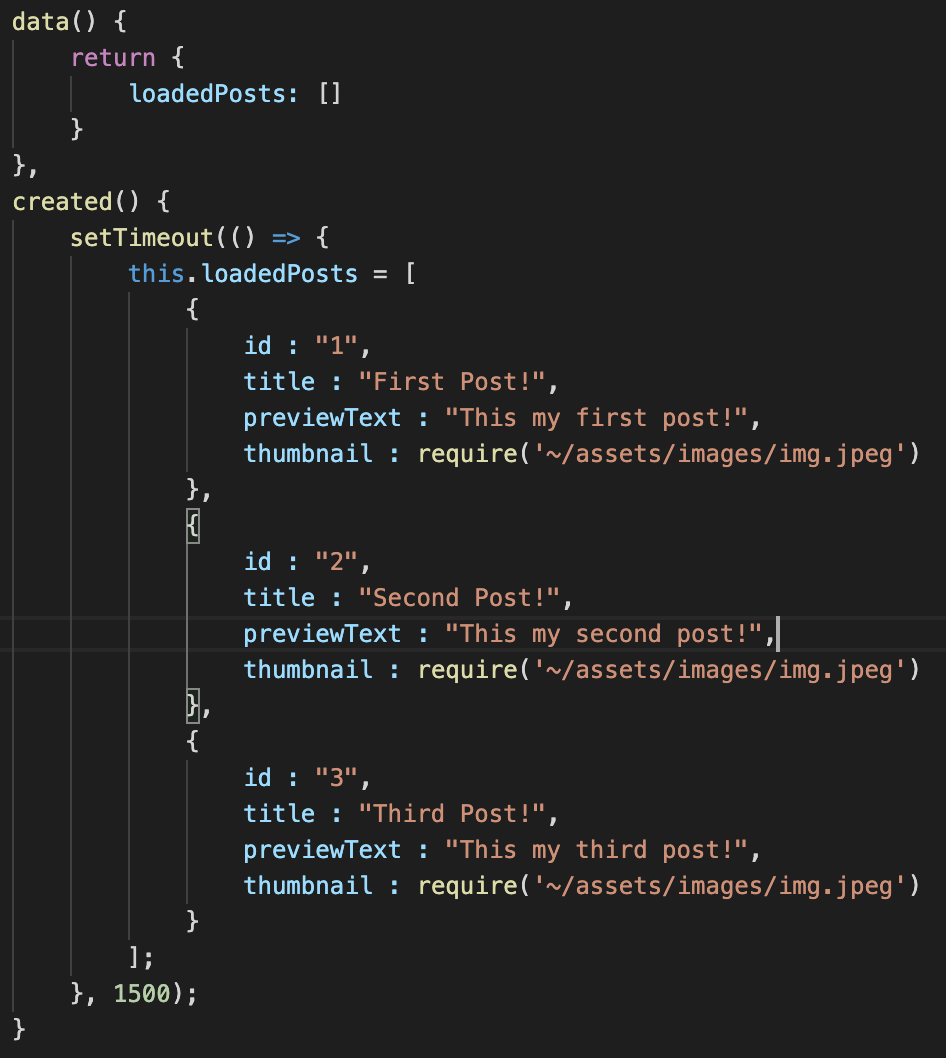 data() {
    return {
        loadedPosts: []
    }
},
created() {
    setTimeout(() => {
        this.loadedPosts = [
            {
                id : "1",
                title : "First Post!",
                previewText : "This my first post!",
                thumbnail : require('~/assets/images/img.jpeg')
            },
            {
                id : "2",
                title : "Second Post!",
                previewText : "This my second post!",
                thumbnail : require('~/assets/images/img.jpeg')
            },
            {
                id : "3",
                title : "Third Post!",
                previewText : "This my third post!",
                thumbnail : require('~/assets/images/img.jpeg')
            }
        ];
    }, 1500);
}